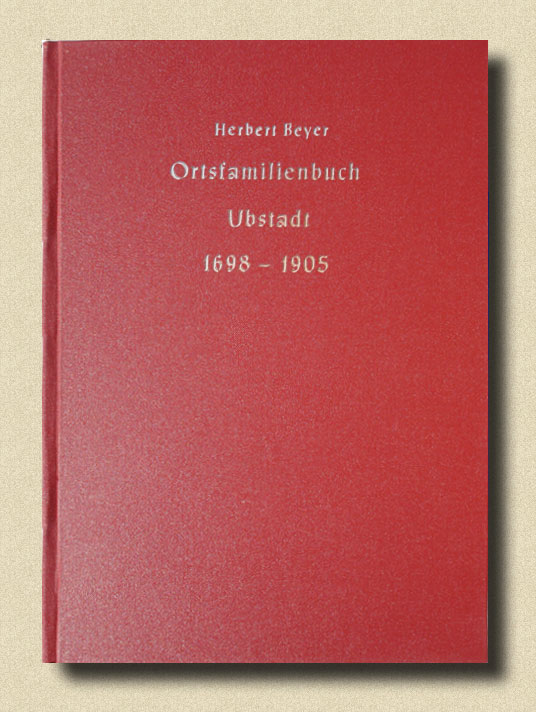 Herbert Beyer
Ortsfamilienbuch
Ubstadt
1698 – 1905